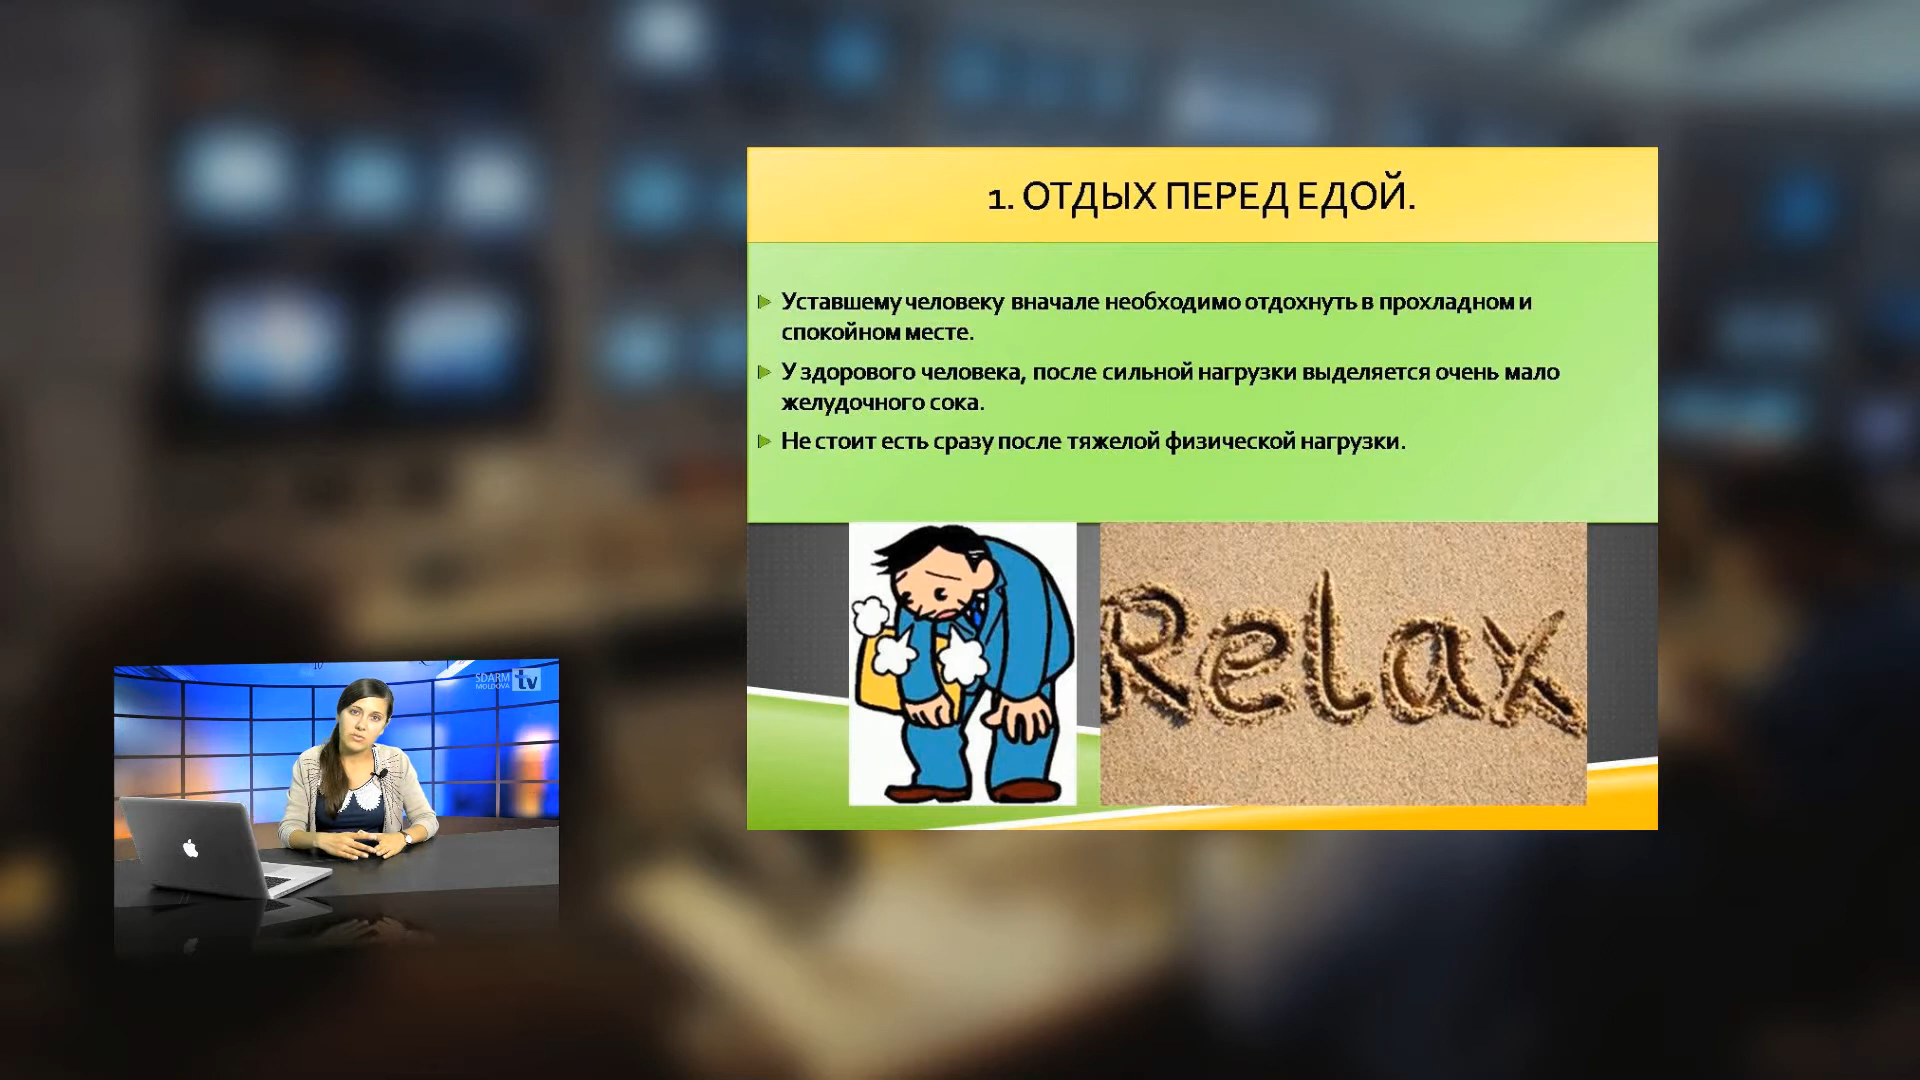 1. ОТДЫХ ПЕРЕД ЕДОЙ.
Уставшему человеку вначале необходимо отдохнуть в прохладном и
спокойном месте.
У здорового человека, после сильной нагрузки выделяется очень мало
желудочного сока.
Не стоит есть сразу после тяжелой физической нагрузки.
Relax
SDARM
MOLDOVA
tv